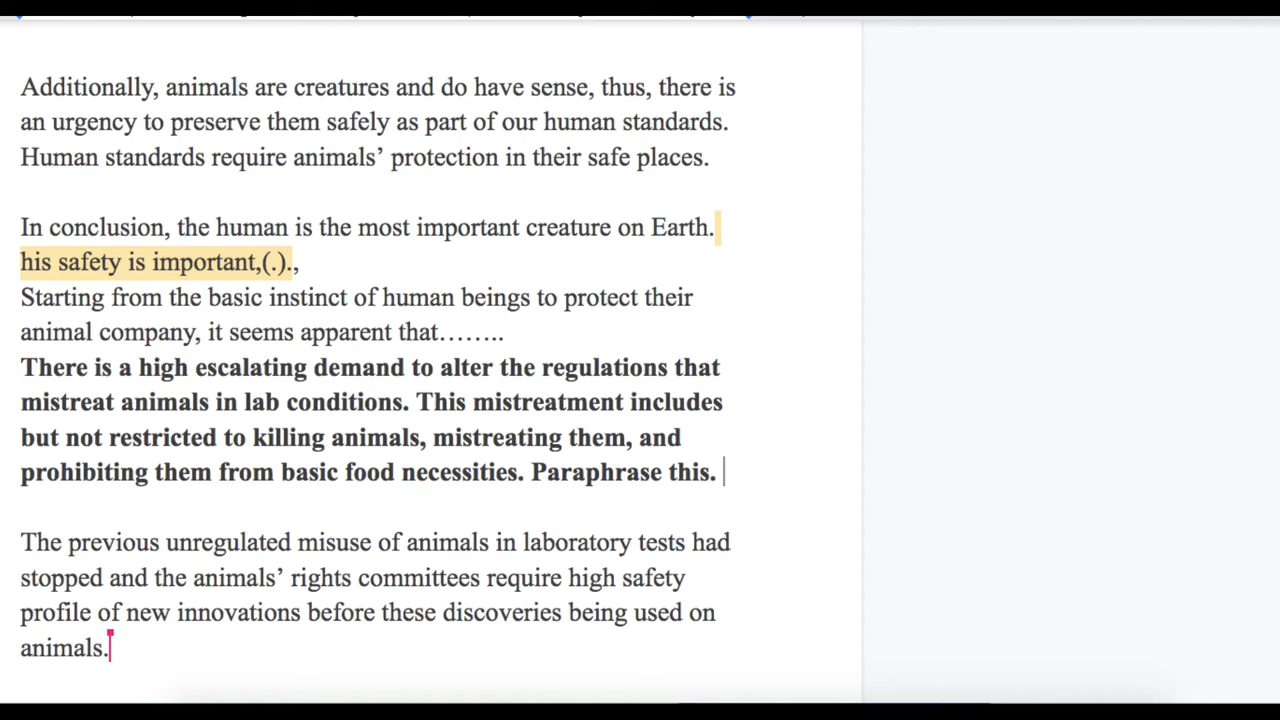 Additionally, animals are creatures and do have sense, thus, there is
an urgency to preserve them safely as part of our human standards.
Human standards require animals’ protection in their safe places.
In conclusion, the human is the most important creature on Earth.
his safety is important,(.).,
Starting from the basic instinct of human beings to protect their
animal company, it seems apparent that……..
There is a high escalating demand to alter the regulations that
mistreat animals in lab conditions. This mistreatment includes
but not restricted to killing animals, mistreating them, and
prohibiting them from basic food necessities. Paraphrase this.
The previous unregulated misuse of animals in laboratory tests had
stopped and the animals’ rights committees require high safety
profile of new innovations before these discoveries being used on
animals.